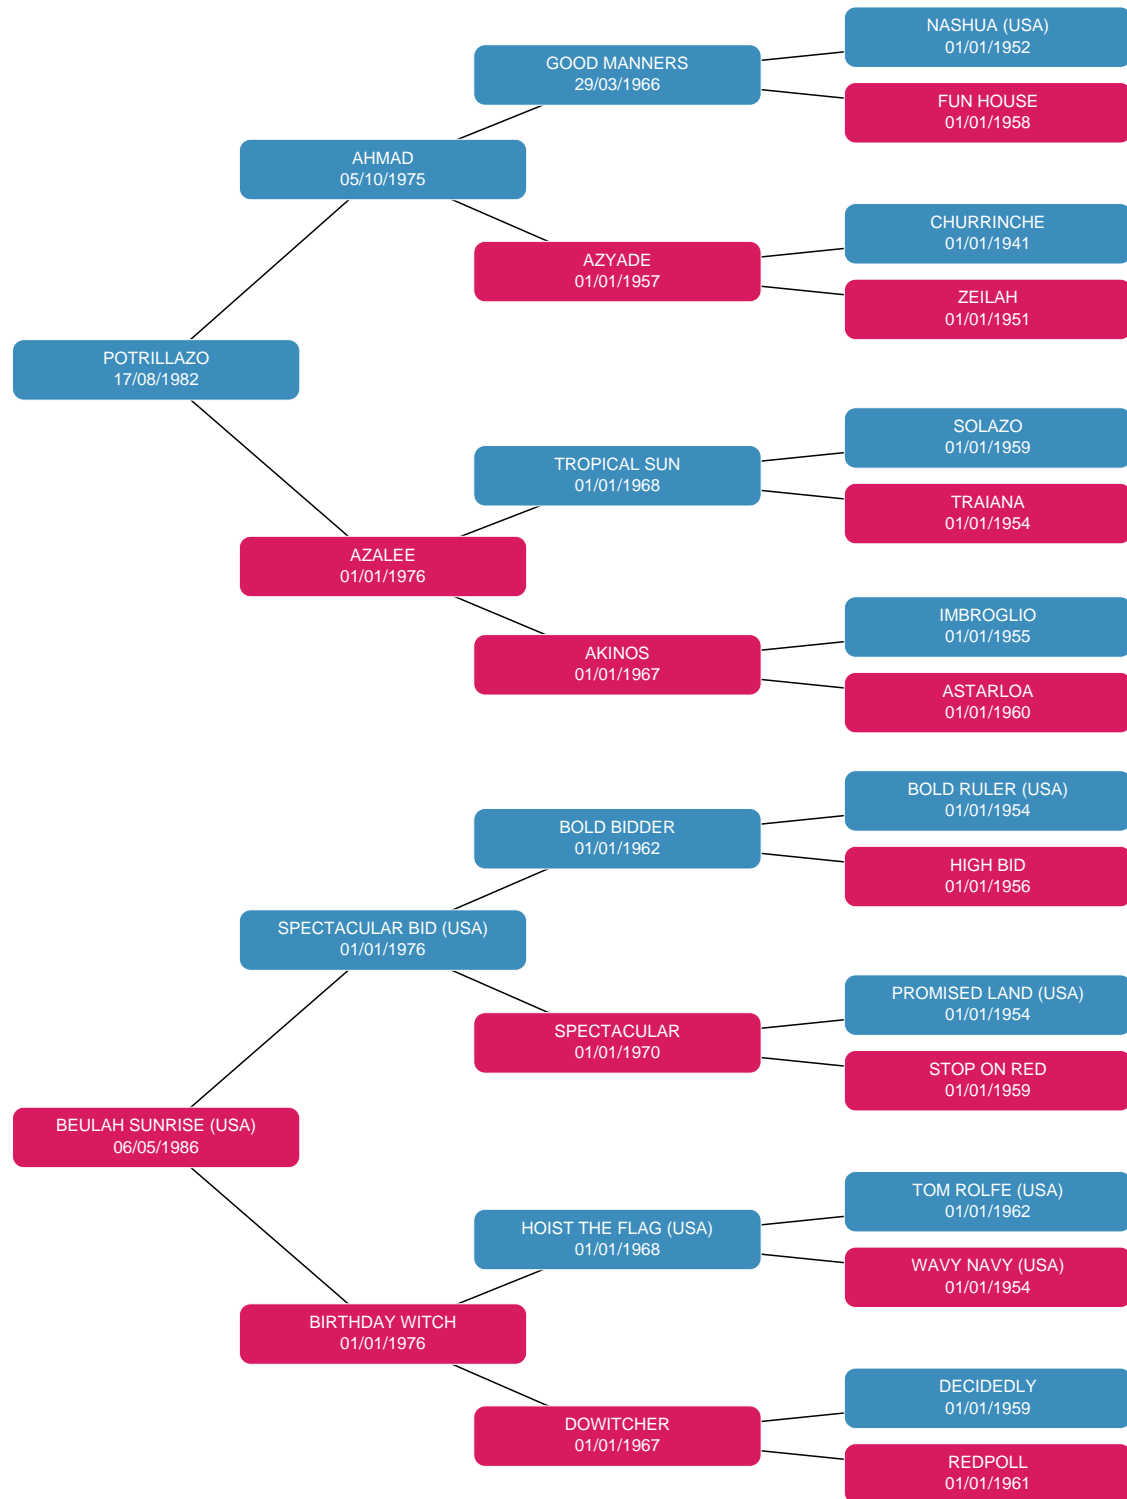 NASHUA (USA)
01/01/1952
GOOD MANNERS
29/03/1966
FUN HOUSE
01/01/1958
AHMAD
05/10/1975
CHURRINCHE
01/01/1941
AZYADE
01/01/1957
ZEILAH
01/01/1951
POTRILLAZO
17/08/1982
SOLAZO
01/01/1959
TROPICAL SUN
01/01/1968
TRAIANA
01/01/1954
AZALEE
01/01/1976
IMBROGLIO
01/01/1955
AKINOS
01/01/1967
ASTARLOA
01/01/1960
BOLD RULER (USA)
01/01/1954
BOLD BIDDER
01/01/1962
HIGH BID
01/01/1956
SPECTACULAR BID (USA)
01/01/1976
PROMISED LAND (USA)
01/01/1954
SPECTACULAR
01/01/1970
STOP ON RED
01/01/1959
BEULAH SUNRISE (USA)
06/05/1986
TOM ROLFE (USA)
01/01/1962
HOIST THE FLAG (USA)
01/01/1968
WAVY NAVY (USA)
01/01/1954
BIRTHDAY WITCH
01/01/1976
DECIDEDLY
01/01/1959
DOWITCHER
01/01/1967
REDPOLL
01/01/1961